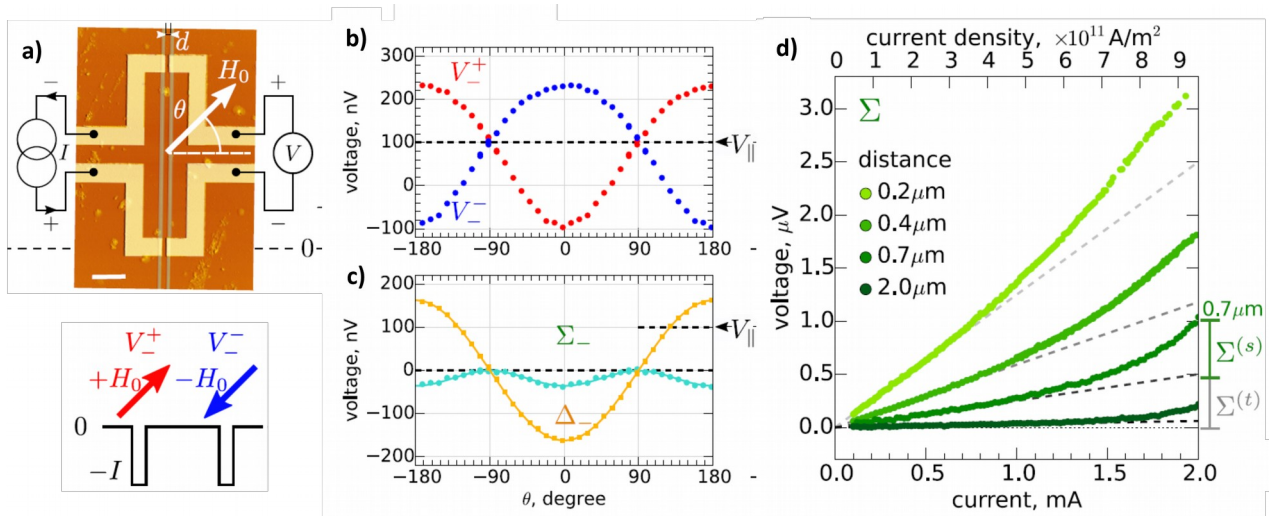 a)
d
H₀
θ
−
+
I
V
+
−
0
V₋⁺
V₋⁻
+H₀
−H₀
0
−I
b)
voltage, nV
300
200
100
0
−100
V₋⁺
V₋⁻
V∥
−180
−90
0
90
180
c)
voltage, nV
200
100
0
−100
−200
Σ₋
Δ₋
V∥
−180
−90
0
90
180
θ, degree
d)
current density, ×10¹¹A/m²
0
1
2
3
4
5
6
7
8
9
Σ
distance
0.2μm
0.4μm
0.7μm
2.0μm
voltage, μV
3.0
2.5
2.0
1.5
1.0
0.5
0.0
0.7μm
Σ⁽ˢ⁾
Σ⁽ᵗ⁾
0.0
0.5
1.0
1.5
2.0
current, mA